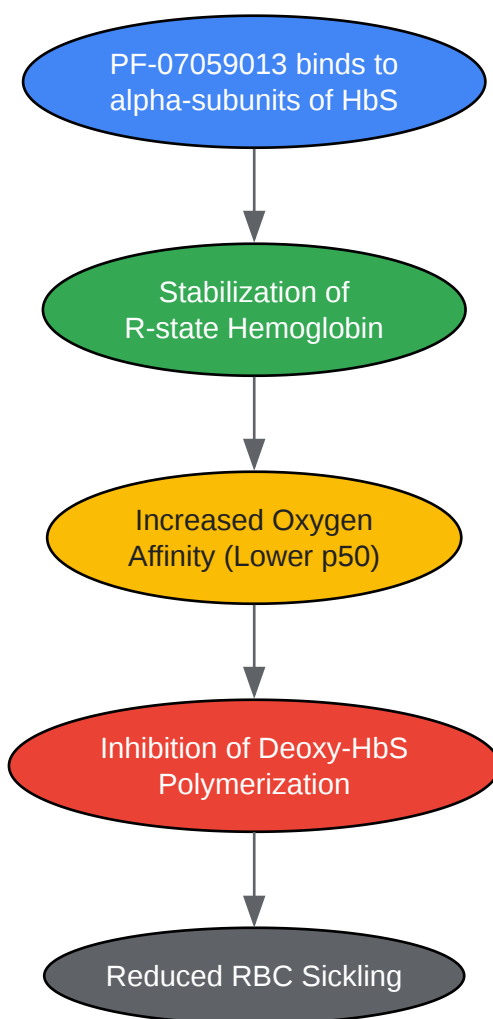 PF-07059013 binds to
alpha-subunits of HbS
Stabilization of
R-state Hemoglobin
Increased Oxygen
Affinity (Lower p50)
Inhibition of Deoxy-HbS
Polymerization
Reduced RBC Sickling